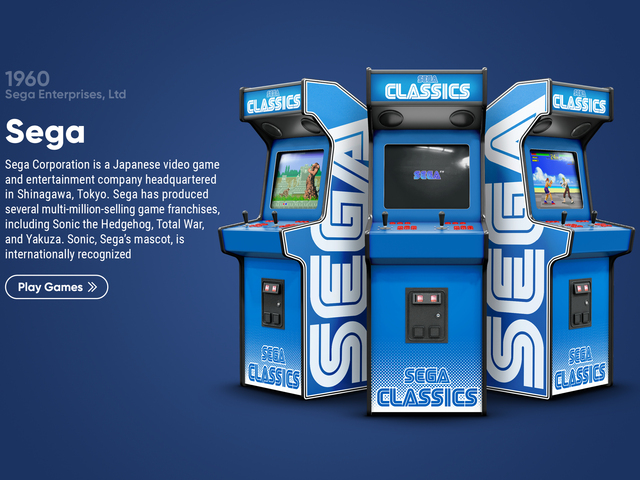 1960
Sega Enterprises, Ltd
Sega
Sega Corporation is a Japanese video game
and entertainment company headquartered
in Shinagawa, Tokyo. Sega has produced
several multi-million-selling game franchises,
including Sonic the Hedgehog, Total War,
and Yakuza. Sonic, Sega's mascot, is
internationally recognized
Play Games
SEGA
CLASSICS
SEGA
SEGA
CLASSICS
SEGA
CLASSICS
SEGA
SEGA
CLASSICS
SEGA
SEGA
CLASSICS
SEGA
CLASSICS